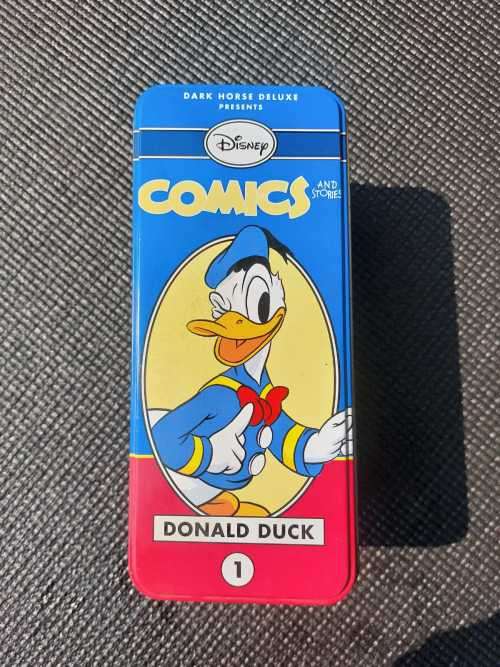 DARK HORSE DELUXE
PRESENTS
Disney
COMICS AND STORIES
DONALD DUCK
1